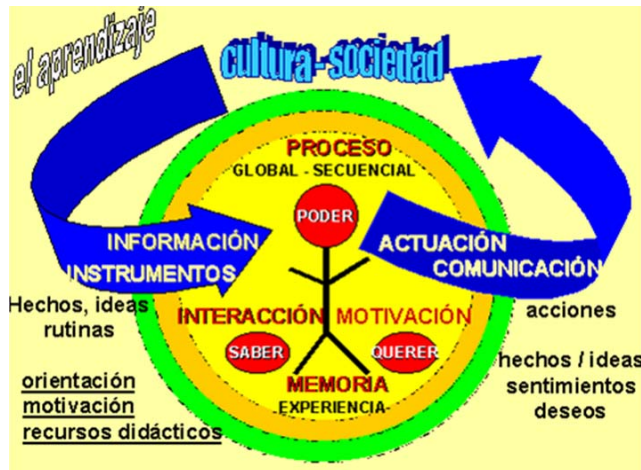 el aprendizaje
cultura-sociedad
PROCESO
GLOBAL - SECUENCIAL
PODER
INFORMACIÓN
INSTRUMENTOS
ACTUACIÓN
COMUNICACIÓN
Hechos, ideas
rutinas
INTERACCIÓN
MOTIVACIÓN
SABER
QUERER
MEMORIA
EXPERIENCIA
acciones
hechos / ideas
sentimientos
deseos
orientación
motivación
recursos didácticos